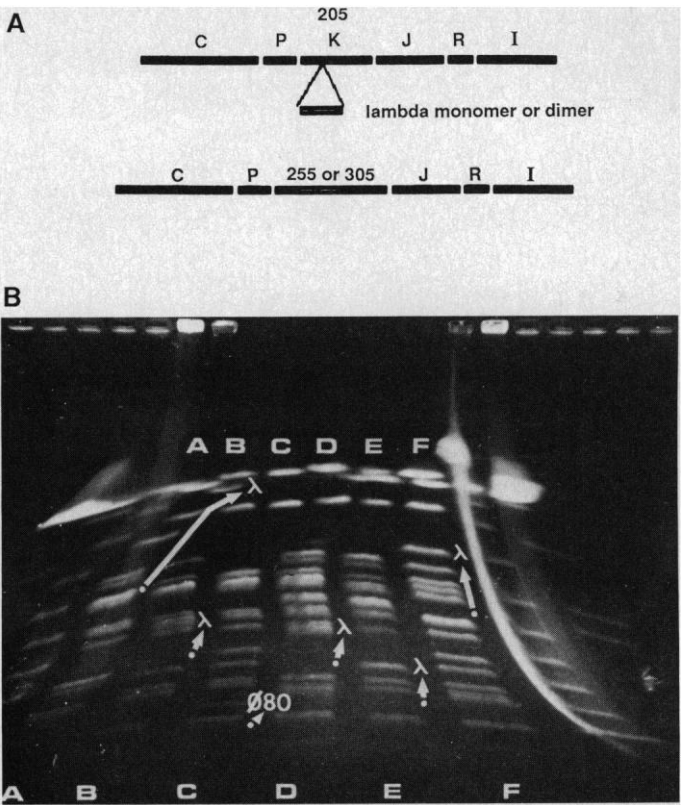 A
205
C P K J R I
lambda monomer or dimer
C P 255 or 305 J R I
B
A B C D E F
λ
λ
λ
λ
λ
Ø80
A B C D E F